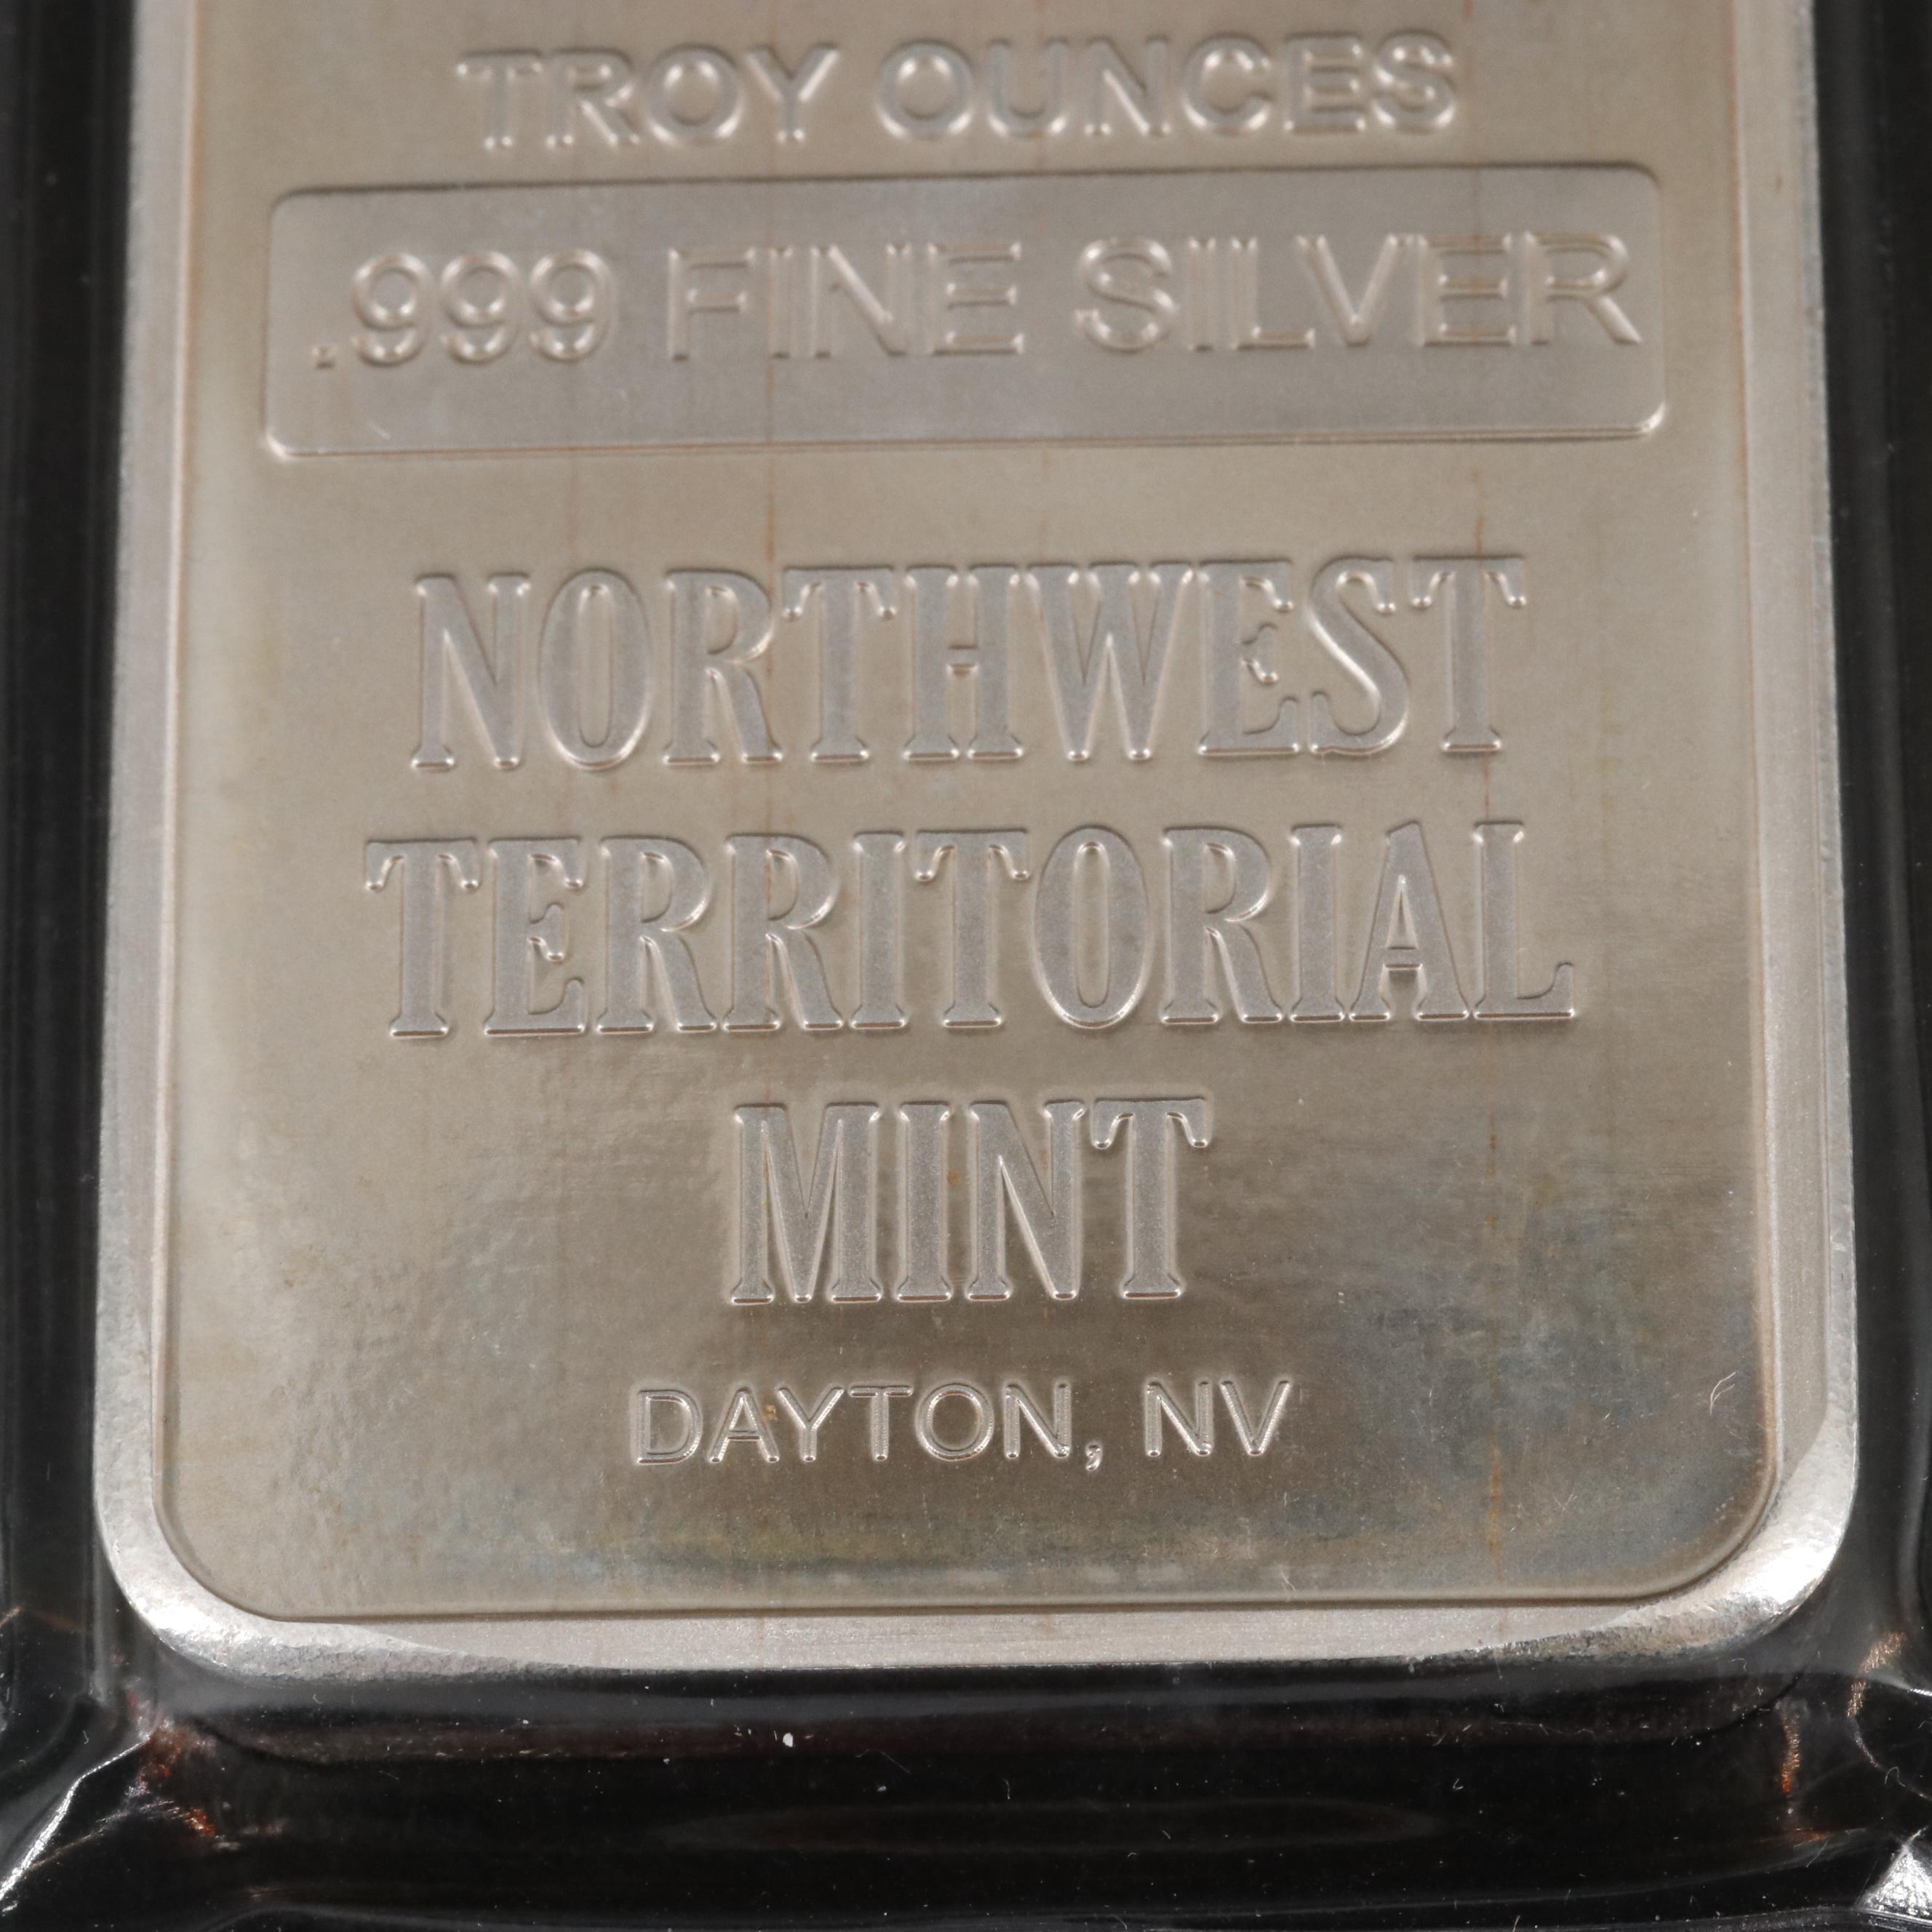 TROY OUNCES
.999 FINE SILVER
NORTHWEST
TERRITORIAL
MINT
DAYTON, NV